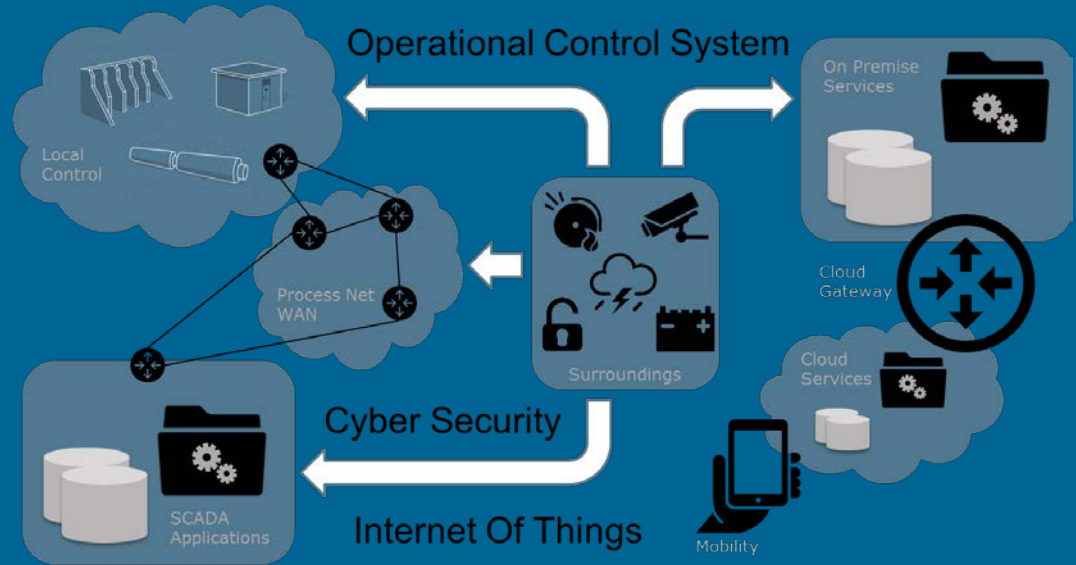 Operational Control System
On Premise
Services
Local
Control
Process Net
WAN
Surroundings
Cloud
Gateway
Cloud
Services
Cyber Security
SCADA
Applications
Internet Of Things
Mobility